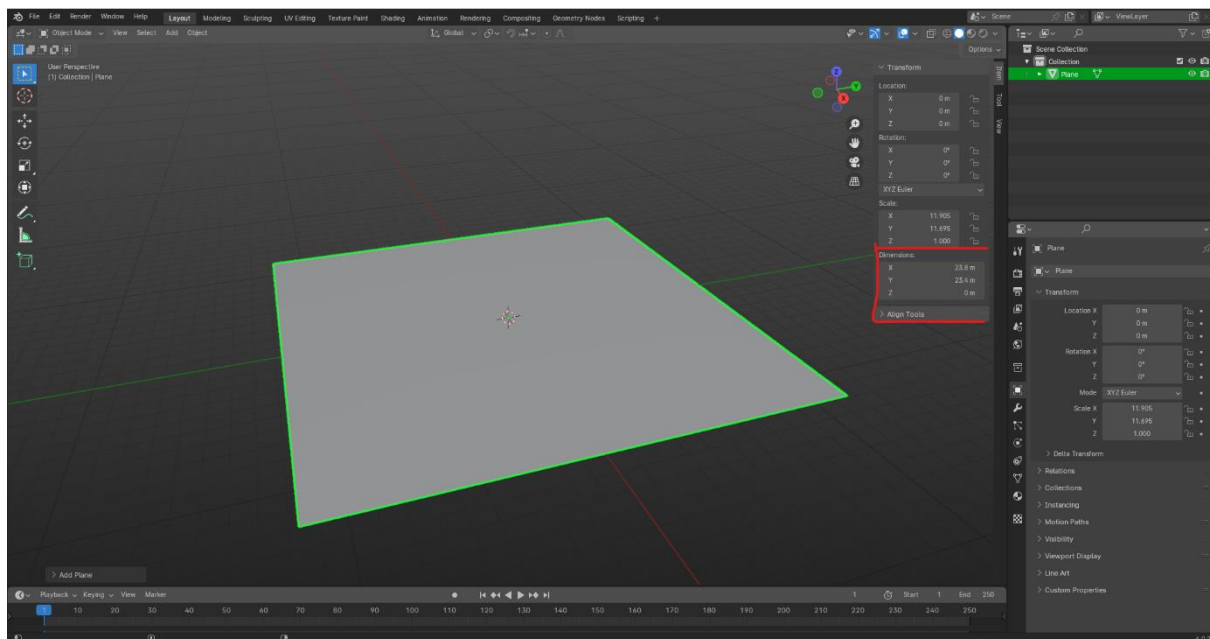 File Edit Render Window Help Layout Modeling Sculpting UV Editing Texture Paint Shading Animation Rendering Compositing Geometry Nodes Scripting + Scene ViewLayer
Object Mode View Select Add Object Global
Options
User Perspective
(1) Collection | Plane
Transform
Location:
X 0 m
Y 0 m
Z 0 m
Rotation:
X 0°
Y 0°
Z 0°
XYZ Euler
Scale:
X 11.905
Y 11.695
Z 1.000
Dimensions:
X 23.8 m
Y 23.4 m
Z 0 m
Align Tools
Item
Tool
View
Z
Y
X
Scene Collection
Collection
Plane
Plane
Plane
Transform
Location X 0 m
Y 0 m
Z 0 m
Rotation X 0°
Y 0°
Z 0°
Mode XYZ Euler
Scale X 11.905
Y 11.695
Z 1.000
Delta Transform
Relations
Collections
Instancing
Motion Paths
Visibility
Viewport Display
Line Art
Custom Properties
Add Plane
Playback Keying View Marker 1 Start 1 End 250
1 10 20 30 40 50 60 70 80 90 100 110 120 130 140 150 160 170 180 190 200 210 220 230 240 250